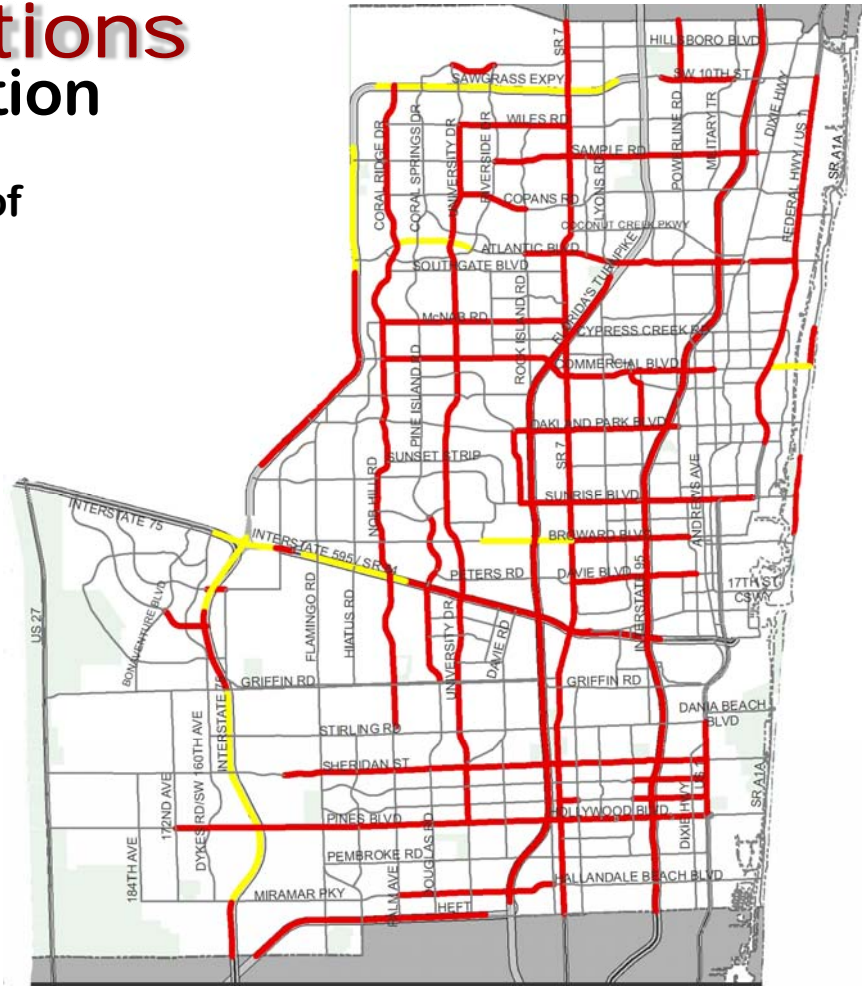 tions
tion
of
SR 7
HILLSBORO BLVD
SAWGRASS EXPY
SW 10TH ST
DIXIE HWY
POWERLINE RD
MILITARY TR
WILES RD
CORAL RIDGE DR
CORAL SPRINGS DR
UNIVERSITY DR
RIVERSIDE DR
SAMPLE RD
LYONS RD
FEDERAL HWY / US 1
SR A1A
COPANS RD
COCONUT CREEK PKWY
ATLANTIC BLVD
SOUTHGATE BLVD
FLORIDA'S TURNPIKE
ROCK ISLAND RD
McNAB RD
CYPRESS CREEK RD
COMMERCIAL BLVD
PINE ISLAND RD
OAKLAND PARK BLVD
SUNSET STRIP
SR 7
NOB HILL RD
SUNRISE BLVD
ANDREWS AVE
INTERSTATE 75
INTERSTATE 595 / SR 84
BROWARD BLVD
PETERS RD
DAVIE BLVD
INTERSTATE 95
17TH ST
CSWY
US 27
BONAVENTURE BLVD
FLAMINGO RD
HIATUS RD
UNIVERSITY DR
DAVIE RD
GRIFFIN RD
GRIFFIN RD
INTERSTATE 75
DANIA BEACH
BLVD
STIRLING RD
SHERIDAN ST
172ND AVE
DYKES RD/SW 160TH AVE
SR A1A
PINES BLVD
HOLLYWOOD BLVD
DIXIE HWY
184TH AVE
PEMBROKE RD
DOUGLAS RD
PALM AVE
MIRAMAR PKY
HALLANDALE BEACH BLVD
HEFT